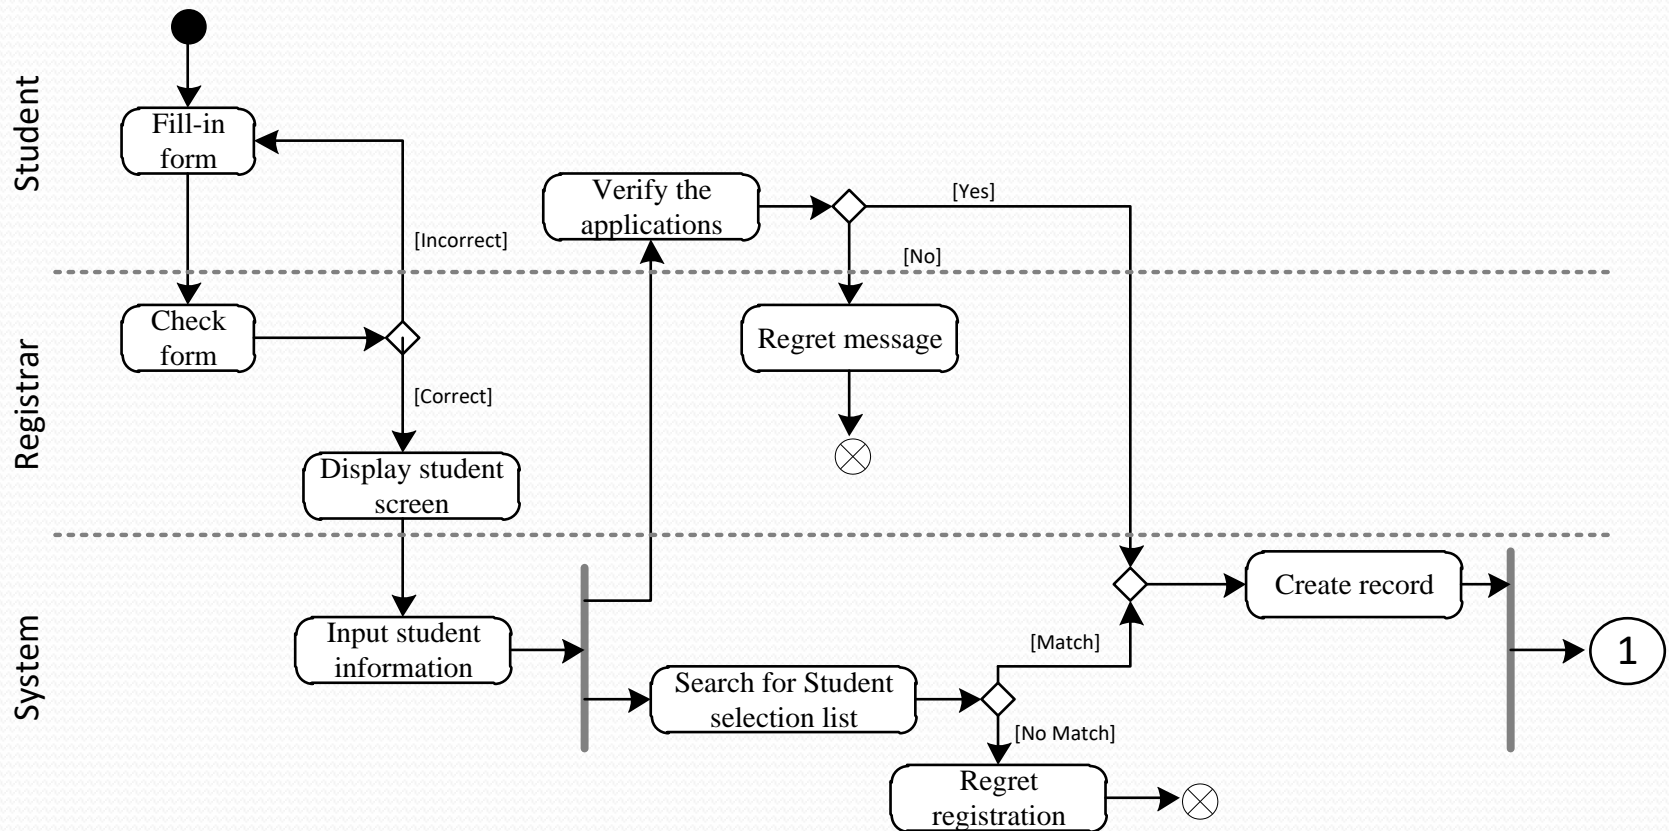 Student
Fill-in
form
[Incorrect]
Verify the
applications
[Yes]
[No]
Registrar
Check
form
[Correct]
Display student
screen
Regret message
System
Input student
information
Search for Student
selection list
[Match]
[No Match]
Regret
registration
Create record
1